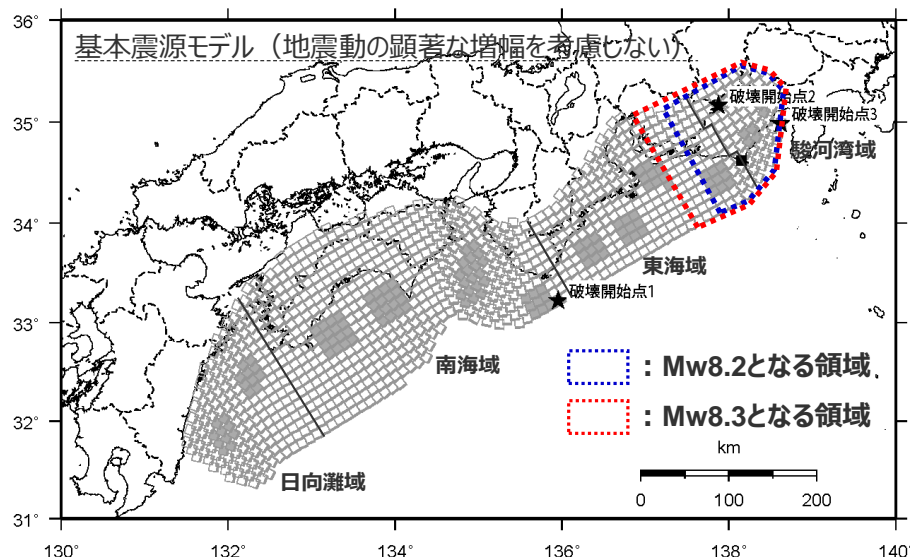 36°
基本震源モデル（地震動の顕著な増幅を考慮しない）
破壊開始点2
35°
破壊開始点3
駿河湾域
34°
東海域
破壊開始点1
33°
南海域
：Mw8.2となる領域
：Mw8.3となる領域
32°
km
日向灘域
0 100 200
31°
130° 132° 134° 136° 138° 140°